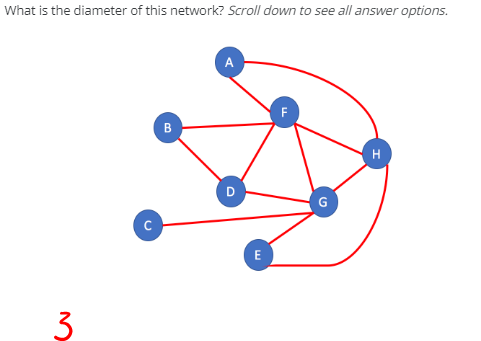 What is the diameter of this network? Scroll down to see all answer options.
A
F
B
H
D
G
C
E
3